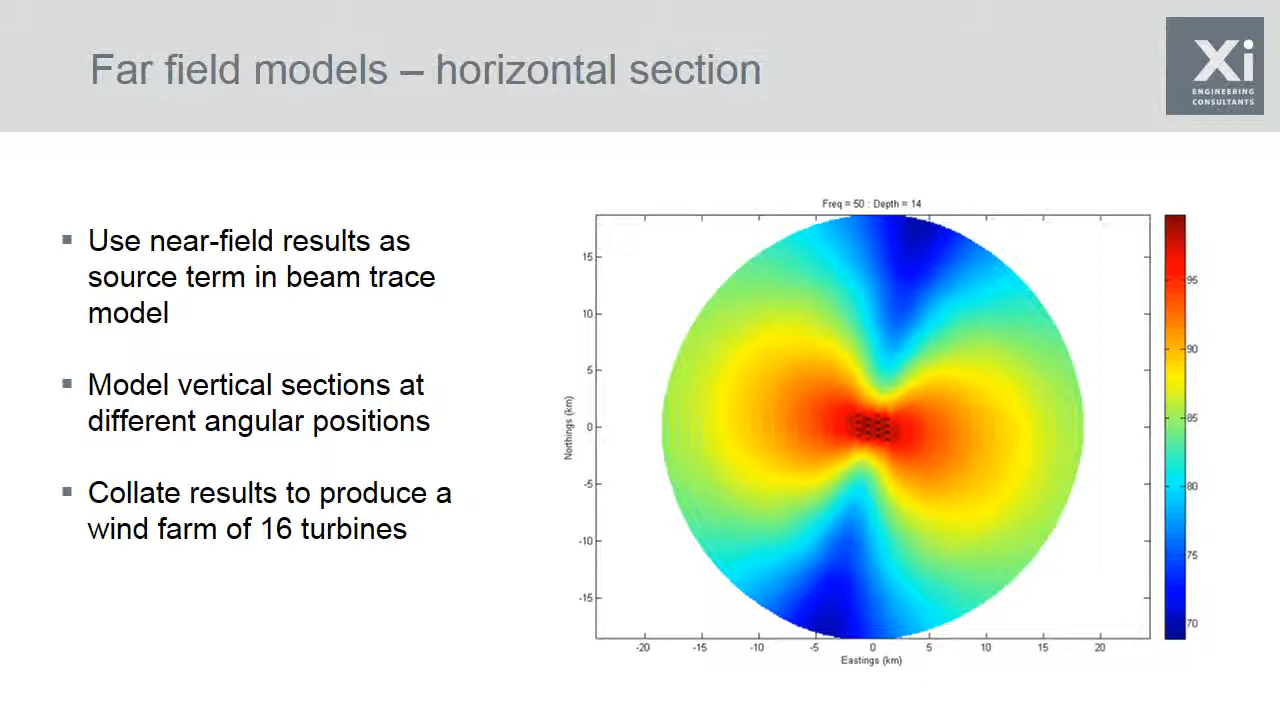 Far field models – horizontal section
Xi
ENGINEERING
CONSULTANTS
▪ Use near-field results as
source term in beam trace
model
▪ Model vertical sections at
different angular positions
▪ Collate results to produce a
wind farm of 16 turbines
Freq = 50 : Depth = 14
Northings (km)
15
10
5
0
-5
-10
-15
-20 -15 -10 -5 0 5 10 15 20
Eastings (km)
95
90
85
80
75
70